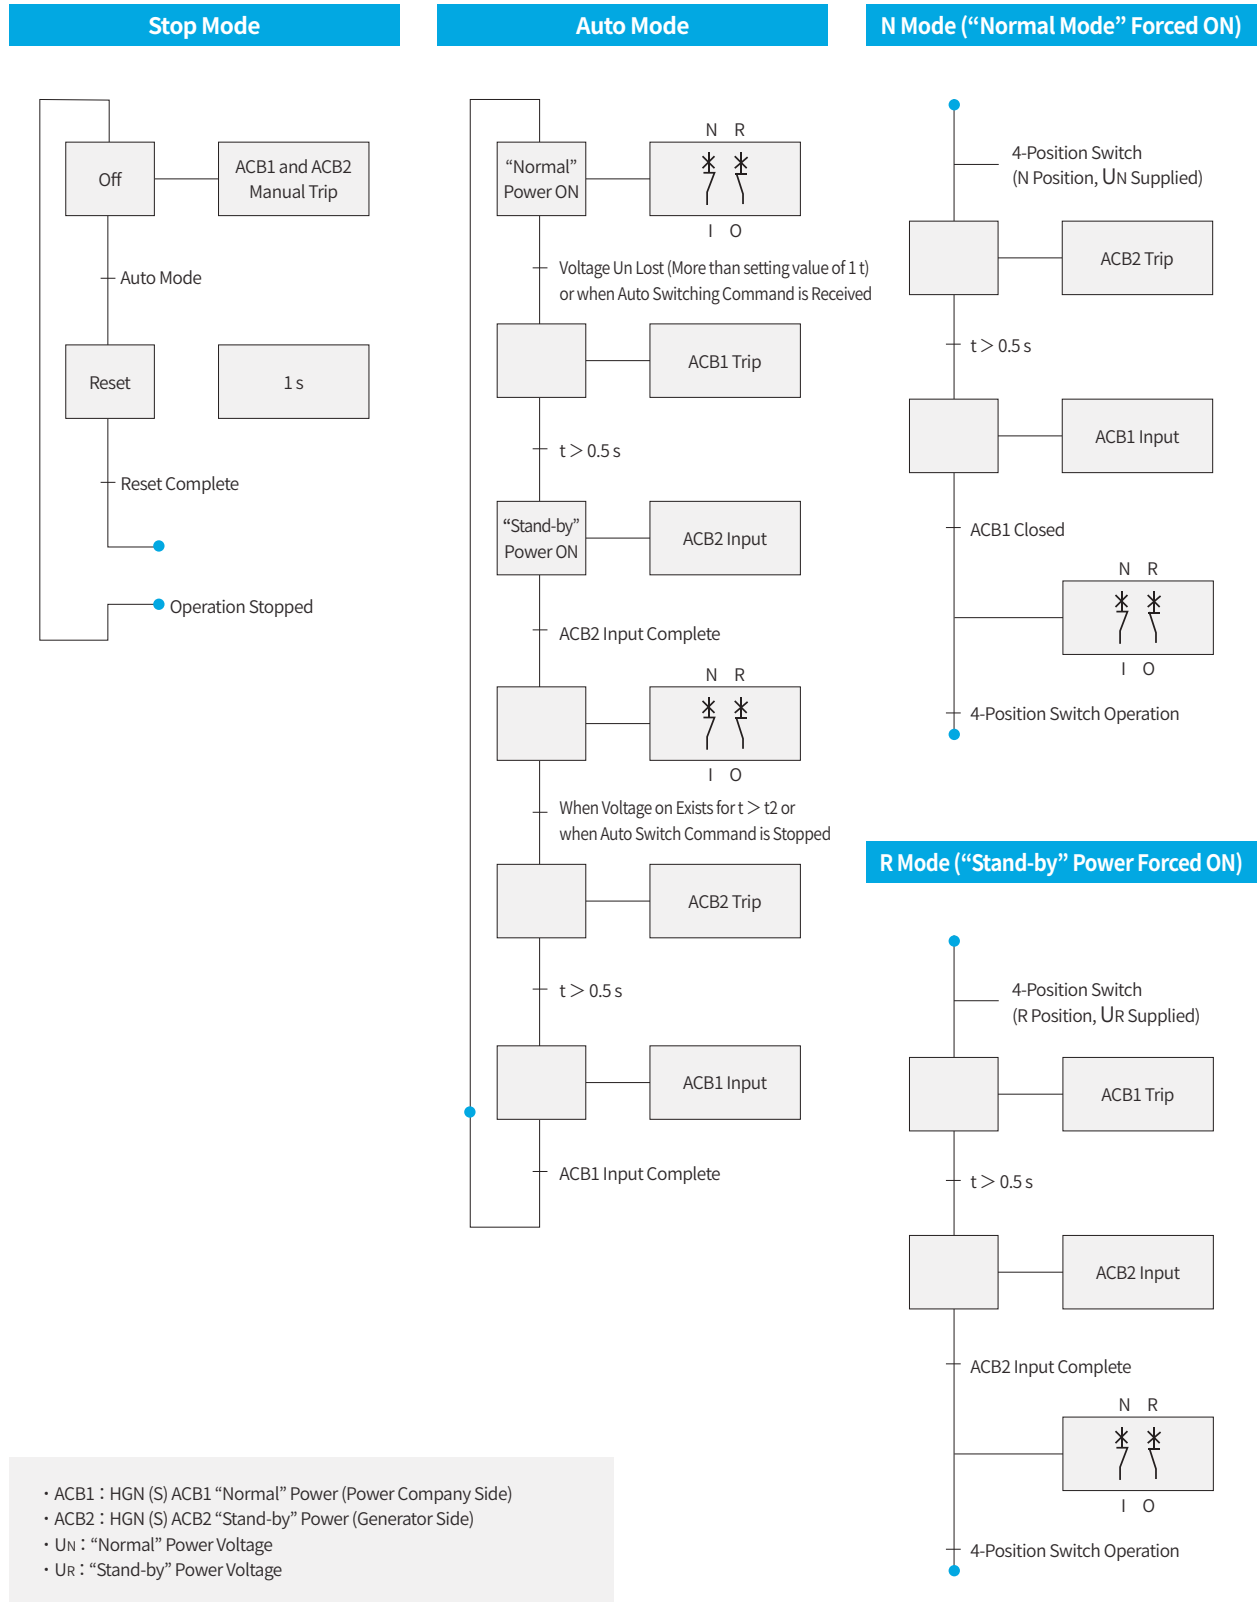 Stop Mode
Off
ACB1 and ACB2
Manual Trip
Auto Mode
Reset
1 s
Reset Complete
Operation Stopped
Auto Mode
“Normal”
Power ON
N R
I O
Voltage Un Lost (More than setting value of 1 t)
or when Auto Switching Command is Received
ACB1 Trip
t > 0.5 s
“Stand-by”
Power ON
ACB2 Input
ACB2 Input Complete
N R
I O
When Voltage on Exists for t > t2 or
when Auto Switch Command is Stopped
ACB2 Trip
t > 0.5 s
ACB1 Input
ACB1 Input Complete
N Mode (“Normal Mode” Forced ON)
4-Position Switch
(N Position, UN Supplied)
ACB2 Trip
t > 0.5 s
ACB1 Input
ACB1 Closed
N R
I O
4-Position Switch Operation
R Mode (“Stand-by” Power Forced ON)
4-Position Switch
(R Position, UR Supplied)
ACB1 Trip
t > 0.5 s
ACB2 Input
ACB2 Input Complete
N R
I O
4-Position Switch Operation
· ACB1 : HGN (S) ACB1 “Normal” Power (Power Company Side)
· ACB2 : HGN (S) ACB2 “Stand-by” Power (Generator Side)
· UN : “Normal” Power Voltage
· UR : “Stand-by” Power Voltage